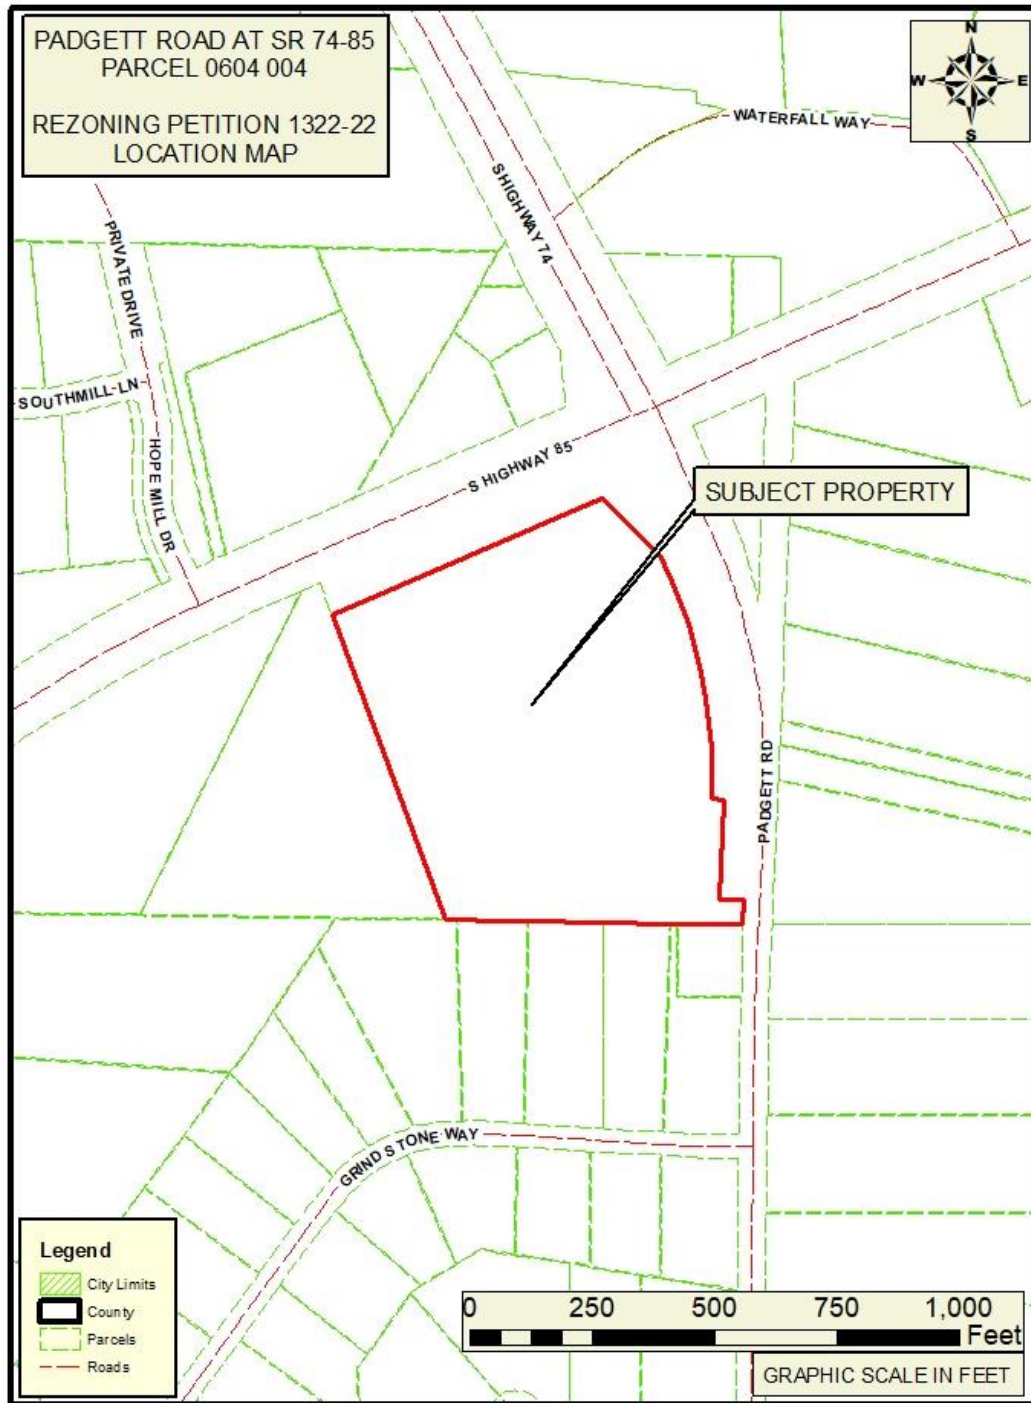 PADGETT ROAD AT SR 74-85
PARCEL 0604 004
REZONING PETITION 1322-22
LOCATION MAP
N
W E
S
WATERFALL WAY
S HIGHWAY 74
PRIVATE DRIVE
SOUTHMILL LN
HOPE MILL DR
S HIGHWAY 85
SUBJECT PROPERTY
PADGETT RD
GRINDSTONE WAY
Legend
City Limits
County
Parcels
Roads
0 250 500 750 1,000
Feet
GRAPHIC SCALE IN FEET